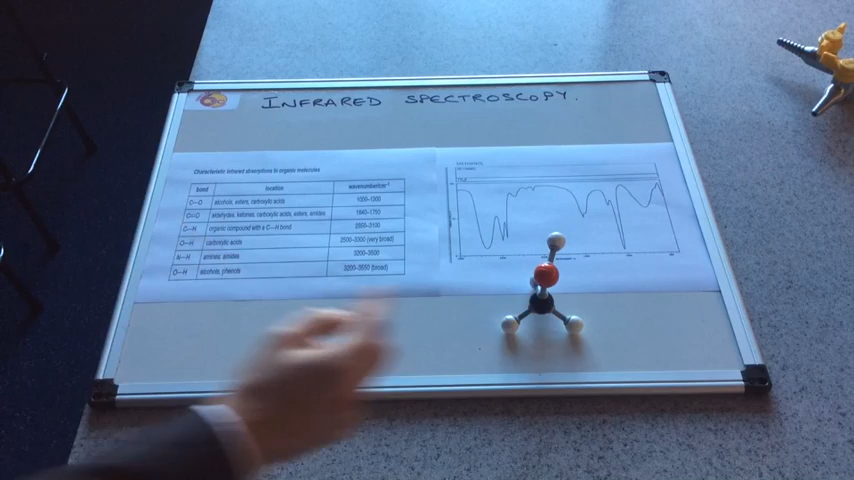 INFRARED SPECTROSCOPY.
Characteristic infrared absorptions in organic molecules
bond location wavenumber/cm⁻¹
C—O alcohols, esters, carboxylic acids 1000–1300
C=O aldehydes, ketones, carboxylic acids, esters, amides 1640–1750
C—H organic compound with a C—H bond 2850–3100
O—H carboxylic acids 2500–3300 (very broad)
N—H amines, amides 3200–3500
O—H alcohols, phenols 3200–3550 (broad)